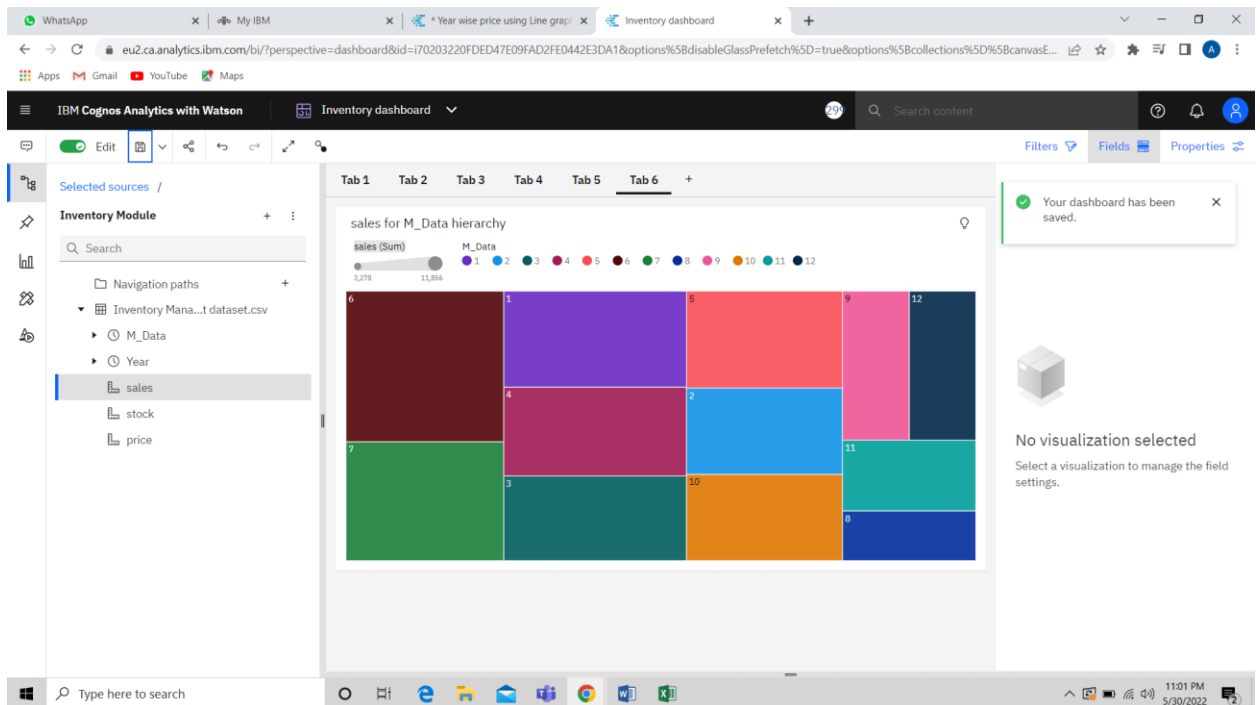 WhatsApp
My IBM
* Year wise price using Line grap
Inventory dashboard
eu2.ca.analytics.ibm.com/bi/?perspective=dashboard&id=i70203220FDED47E09FAD2FE0442E3DA1&options%5BdisableGlassPrefetch%5D=true&options%5Bcollections%5D%5BcanvasE...
A
Apps
Gmail
YouTube
Maps
IBM Cognos Analytics with Watson
Inventory dashboard
Search content
Edit
Filters
Fields
Properties
Selected sources /
Inventory Module
Search
Navigation paths
Inventory Mana...t dataset.csv
M_Data
Year
sales
stock
price
Tab 1 Tab 2 Tab 3 Tab 4 Tab 5 Tab 6 +
sales for M_Data hierarchy
sales (Sum)
3,278 11,856
M_Data
1 2 3 4 5 6 7 8 9 10 11 12
6
1
5
9
12
4
2
7
11
3
10
8
Your dashboard has been
saved.
No visualization selected
Select a visualization to manage the field
settings.
Type here to search
11:01 PM
5/30/2022
2